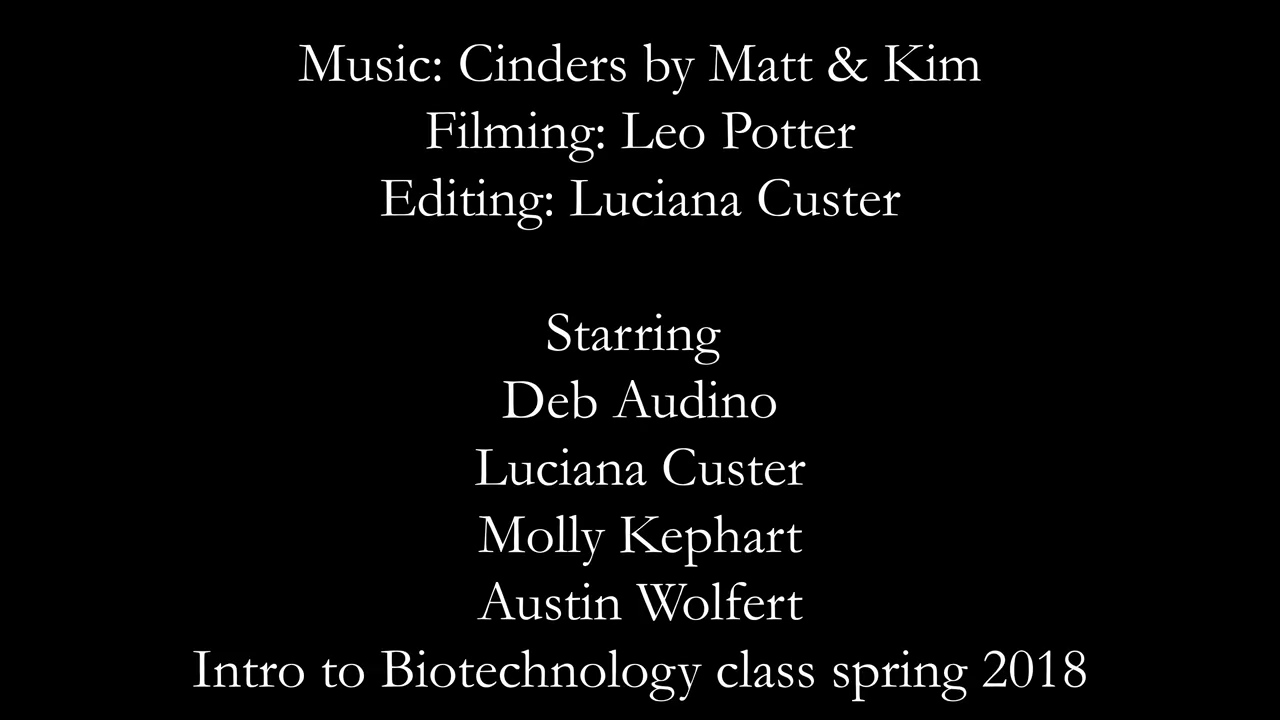 Music: Cinders by Matt & Kim
Filming: Leo Potter
Editing: Luciana Custer
Starring
Deb Audino
Luciana Custer
Molly Kephart
Austin Wolfert
Intro to Biotechnology class spring 2018